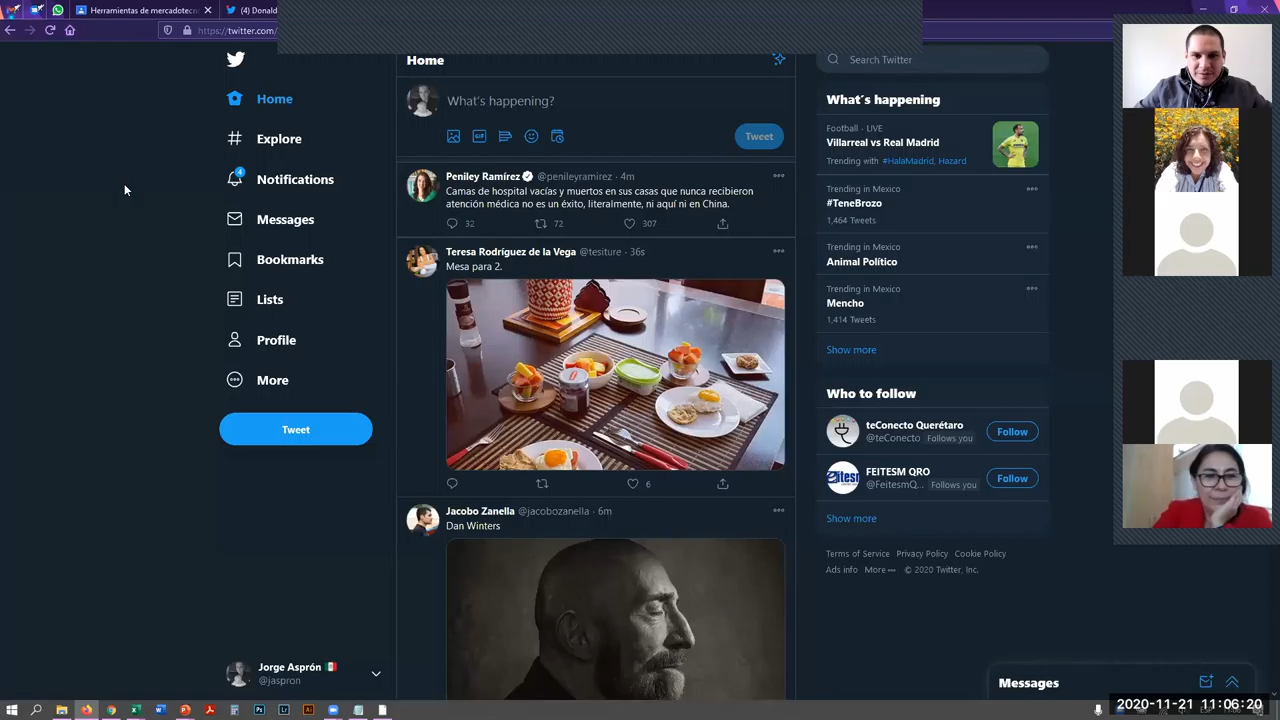 Herramientas de mercadotecn
(4) Donald
https://twitter.com/
Home
Explore
Notifications
4
Messages
Bookmarks
Lists
Profile
More
Tweet
Jorge Asprón
@jaspron
Home
What's happening?
GIF
Tweet
Peniley Ramírez @penileyramirez · 4m
Camas de hospital vacías y muertos en sus casas que nunca recibieron
atención médica no es un éxito, literalmente, ni aquí ni en China.
32 72 307
Teresa Rodríguez de la Vega @tesiture · 36s
Mesa para 2.
6
Jacobo Zanella @jacobozanella · 6m
Dan Winters
Search Twitter
What's happening
Football · LIVE
Villarreal vs Real Madrid
Trending with #HalaMadrid, Hazard
Trending in Mexico
#TeneBrozo
1,464 Tweets
Trending in Mexico
Animal Político
Trending in Mexico
Mencho
1,414 Tweets
Show more
Who to follow
teConecto Querétaro
@teConecto Follows you
Follow
FEITESM QRO
@FeitesmQ... Follows you
Follow
Show more
Terms of Service Privacy Policy Cookie Policy
Ads info More © 2020 Twitter, Inc.
Messages
2020-11-21 11:06:20